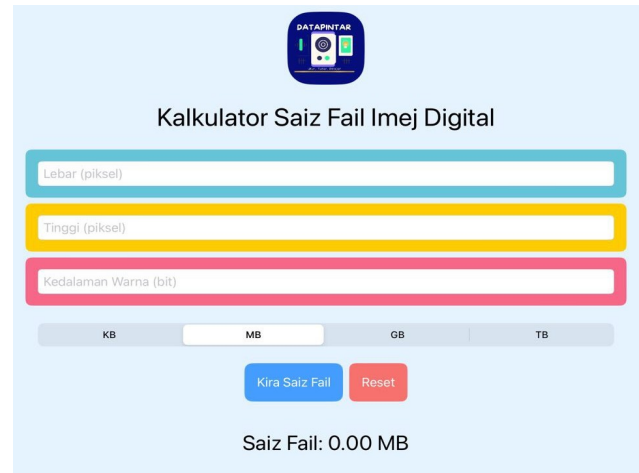 DATAPINTAR
Kalkulator Saiz Fail Imej Digital
Lebar (piksel)
Tinggi (piksel)
Kedalaman Warna (bit)
KB MB GB TB
Kira Saiz Fail Reset
Saiz Fail: 0.00 MB